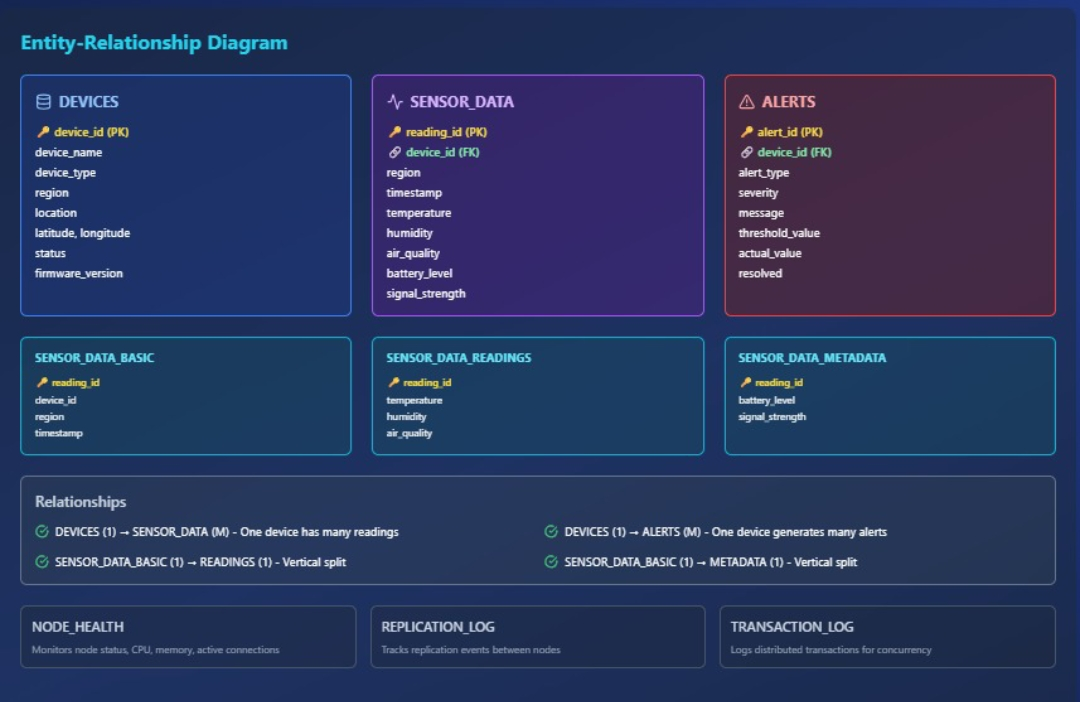 Entity-Relationship Diagram
DEVICES
device_id (PK)
device_name
device_type
region
location
latitude, longitude
status
firmware_version
SENSOR_DATA
reading_id (PK)
device_id (FK)
region
timestamp
temperature
humidity
air_quality
battery_level
signal_strength
ALERTS
alert_id (PK)
device_id (FK)
alert_type
severity
message
threshold_value
actual_value
resolved
SENSOR_DATA_BASIC
reading_id
device_id
region
timestamp
SENSOR_DATA_READINGS
reading_id
temperature
humidity
air_quality
SENSOR_DATA_METADATA
reading_id
battery_level
signal_strength
Relationships
DEVICES (1) → SENSOR_DATA (M) - One device has many readings
DEVICES (1) → ALERTS (M) - One device generates many alerts
SENSOR_DATA_BASIC (1) → READINGS (1) - Vertical split
SENSOR_DATA_BASIC (1) → METADATA (1) - Vertical split
NODE_HEALTH
Monitors node status, CPU, memory, active connections
REPLICATION_LOG
Tracks replication events between nodes
TRANSACTION_LOG
Logs distributed transactions for concurrency